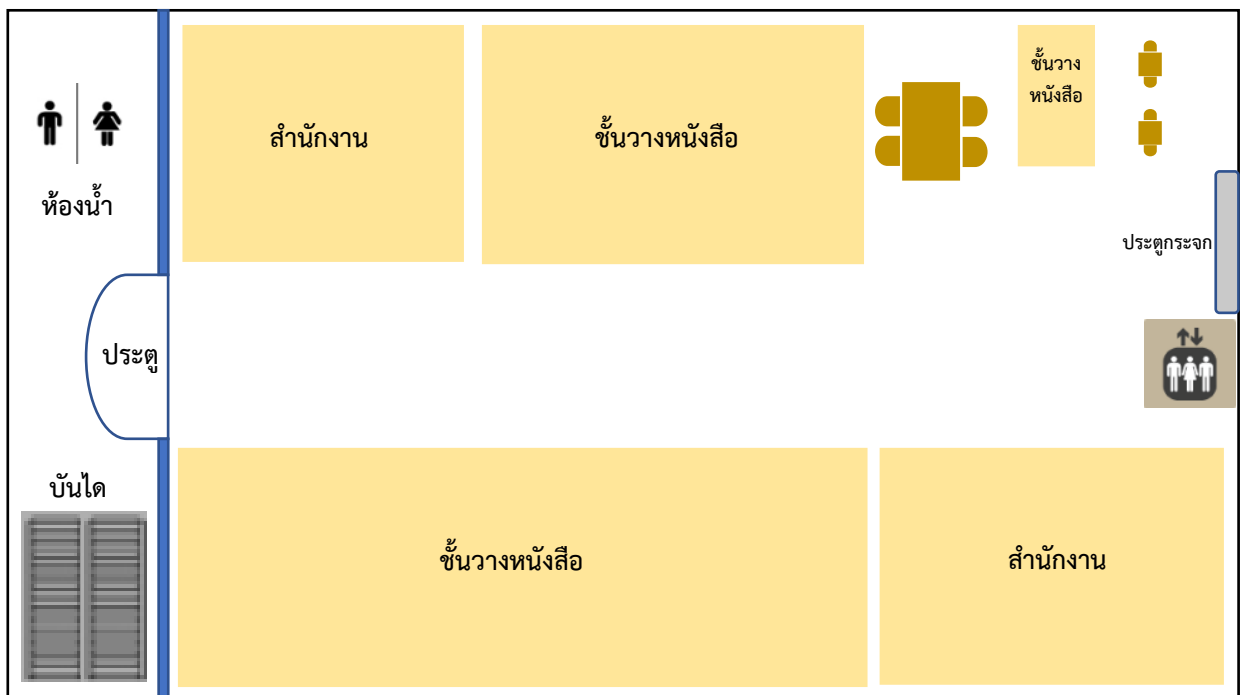 ห้องน้ำ
สำนักงาน
ชั้นวางหนังสือ
ชั้นวาง
หนังสือ
ประตูกระจก
ประตู
บันได
ชั้นวางหนังสือ
สำนักงาน